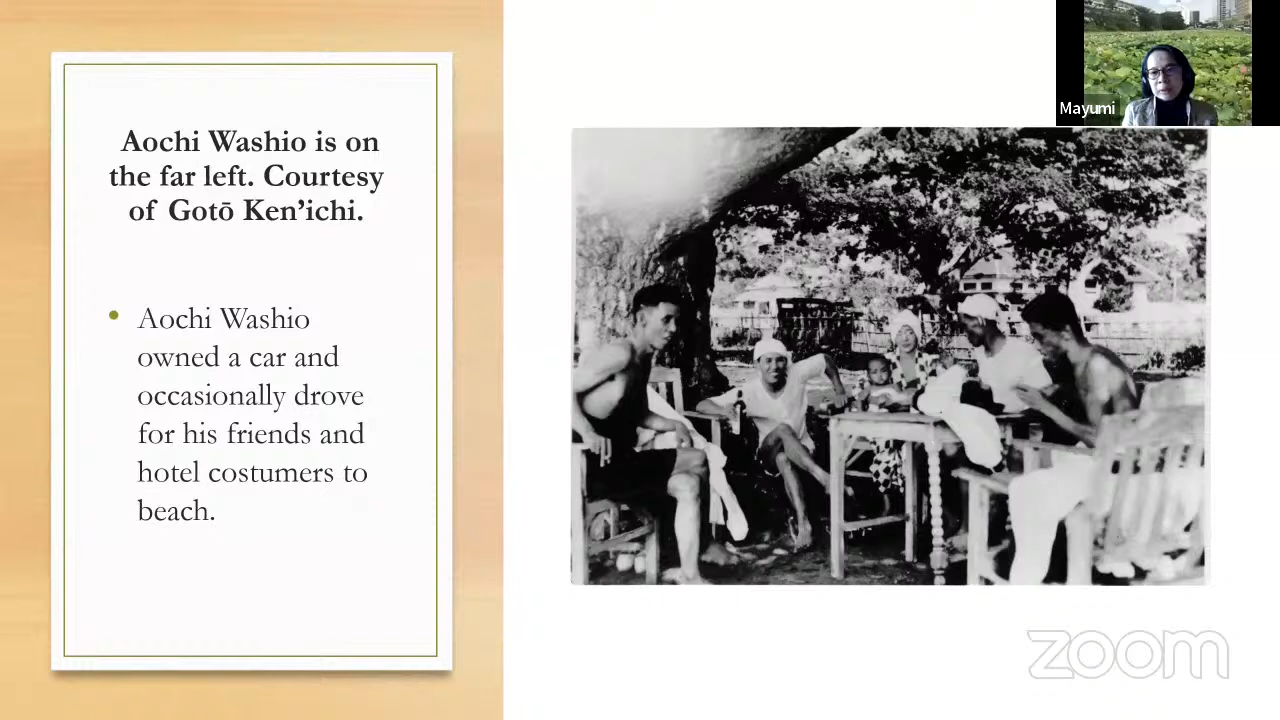 Aochi Washio is on
the far left. Courtesy
of Gotō Ken’ichi.
• Aochi Washio
owned a car and
occasionally drove
for his friends and
hotel costumers to
beach.
Mayumi
zoom